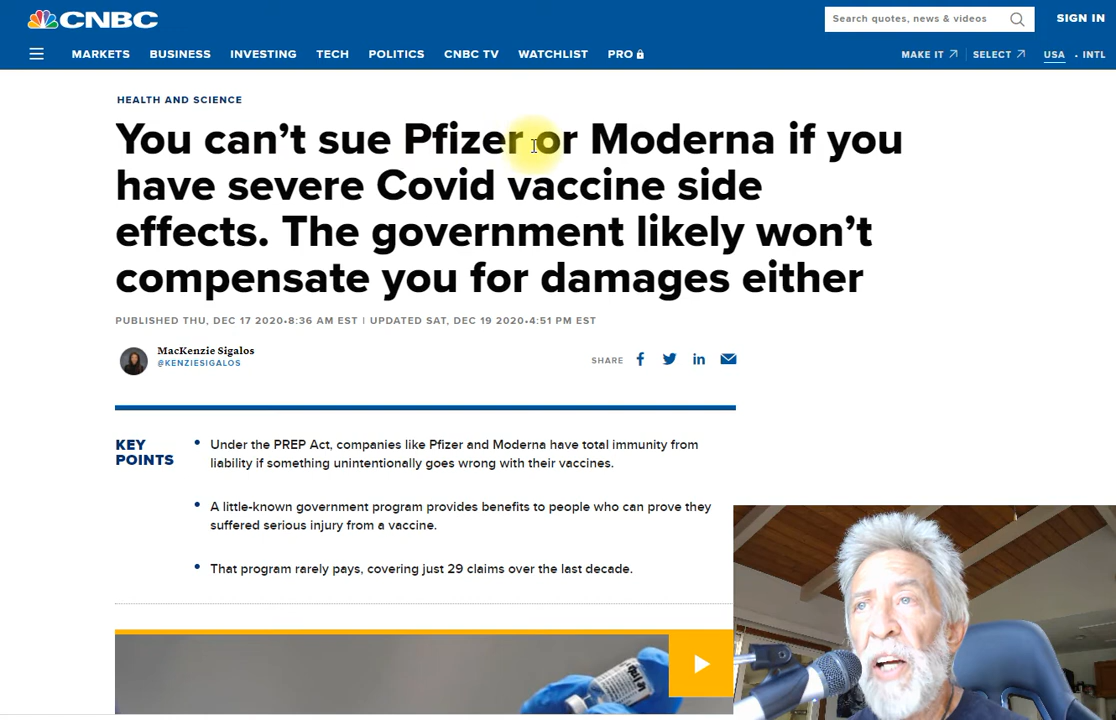 CNBC
Search quotes, news & videos
SIGN IN
MARKETS BUSINESS INVESTING TECH POLITICS CNBC TV WATCHLIST PRO
MAKE IT SELECT USA • INTL
HEALTH AND SCIENCE
You can’t sue Pfizer or Moderna if you
have severe Covid vaccine side
effects. The government likely won’t
compensate you for damages either
PUBLISHED THU, DEC 17 2020•8:36 AM EST | UPDATED SAT, DEC 19 2020•4:51 PM EST
MacKenzie Sigalos
@KENZIESIGALOS
SHARE
KEY
POINTS
• Under the PREP Act, companies like Pfizer and Moderna have total immunity from
liability if something unintentionally goes wrong with their vaccines.
• A little-known government program provides benefits to people who can prove they
suffered serious injury from a vaccine.
• That program rarely pays, covering just 29 claims over the last decade.